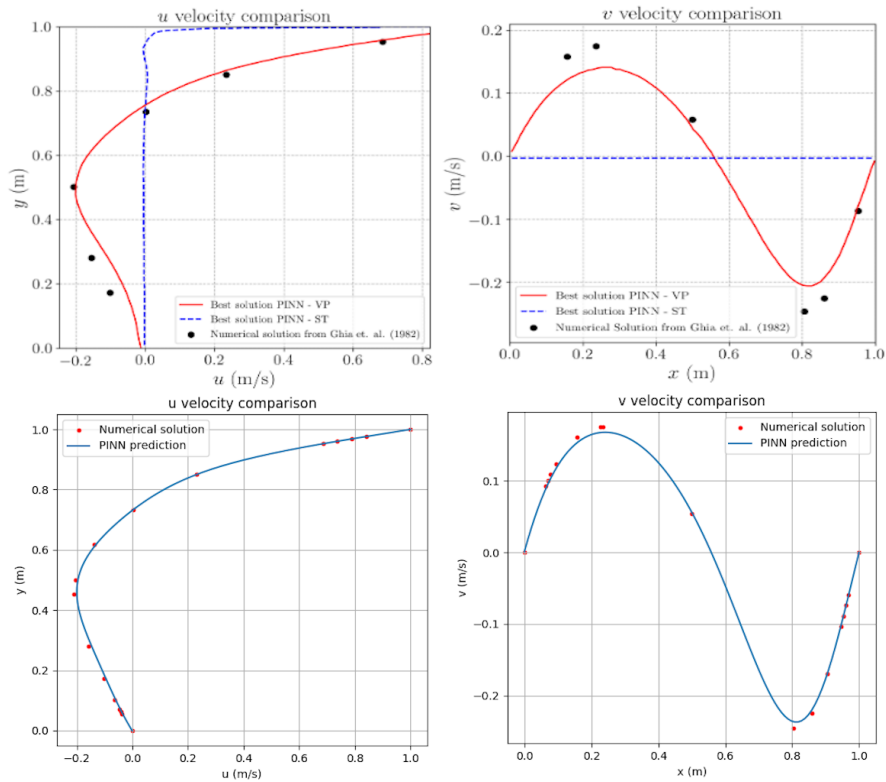 u velocity comparison
1.0
0.8
0.6
0.4
0.2
0.0
y (m)
−0.2 0.0 0.2 0.4 0.6 0.8
u (m/s)
Best solution PINN - VP
Best solution PINN - ST
Numerical solution from Ghia et. al. (1982)
v velocity comparison
0.2
0.1
0.0
−0.1
−0.2
v (m/s)
0.0 0.2 0.4 0.6 0.8 1.0
x (m)
Best solution PINN - VP
Best solution PINN - ST
Numerical Solution from Ghia et. al. (1982)
u velocity comparison
Numerical solution
PINN prediction
1.0
0.8
0.6
0.4
0.2
0.0
y (m)
−0.2 0.0 0.2 0.4 0.6 0.8 1.0
u (m/s)
v velocity comparison
Numerical solution
PINN prediction
0.1
0.0
−0.1
−0.2
v (m/s)
0.0 0.2 0.4 0.6 0.8 1.0
x (m)